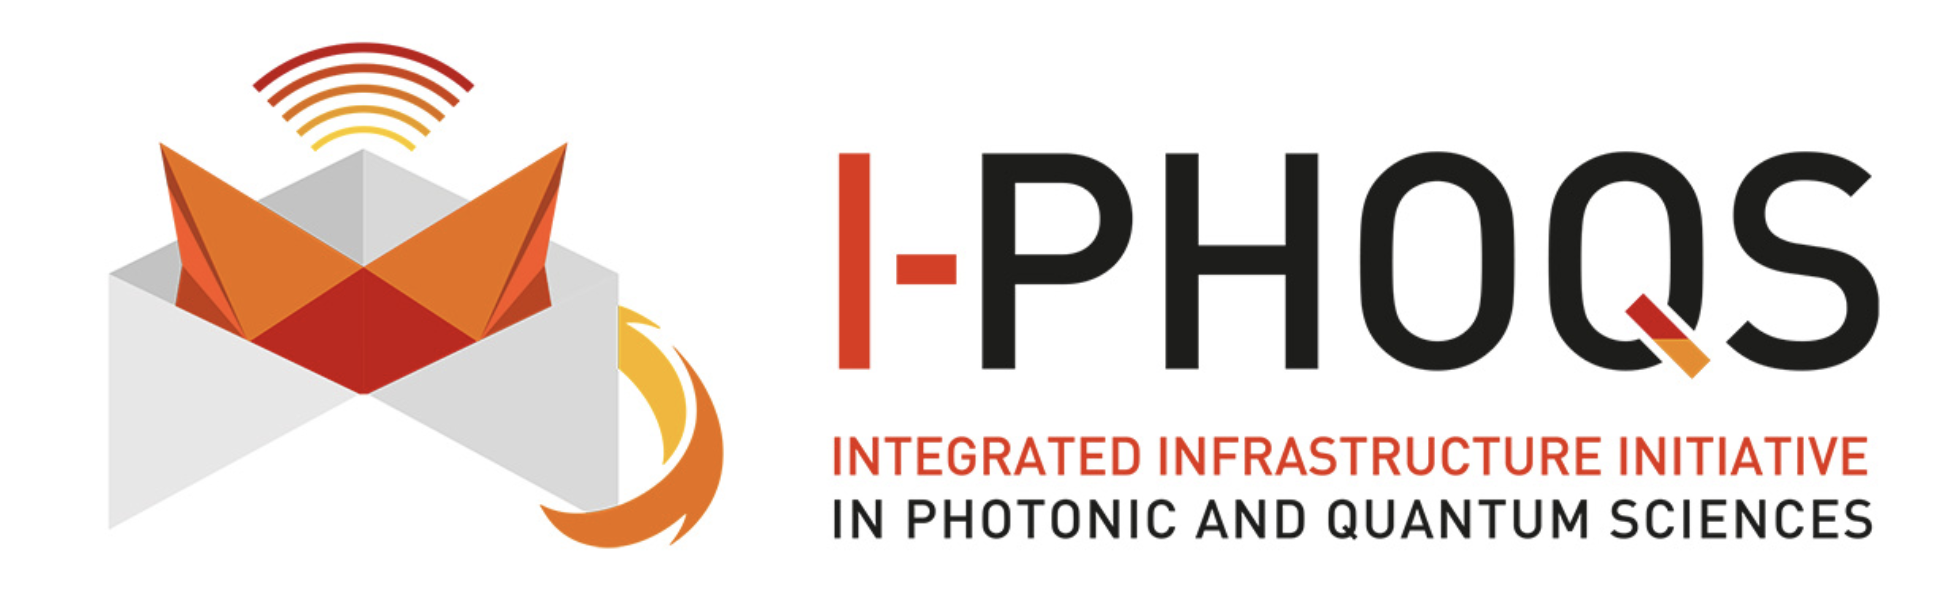 I-PHOQS
INTEGRATED INFRASTRUCTURE INITIATIVE
IN PHOTONIC AND QUANTUM SCIENCES